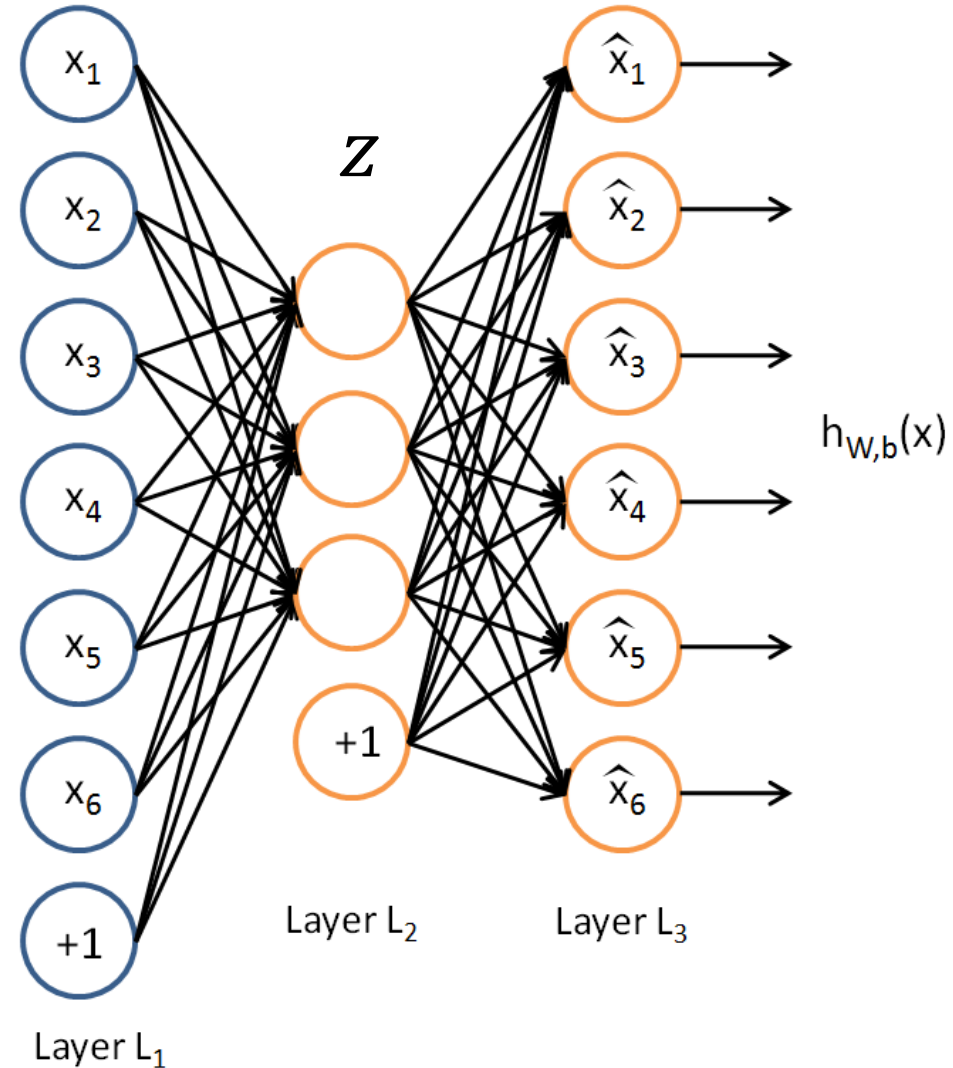 x₁
x₂
x₃
x₄
x₅
x₆
+1
Layer L₁
Z
+1
Layer L₂
x̂₁
x̂₂
x̂₃
x̂₄
x̂₅
x̂₆
Layer L₃
h_W,b(x)